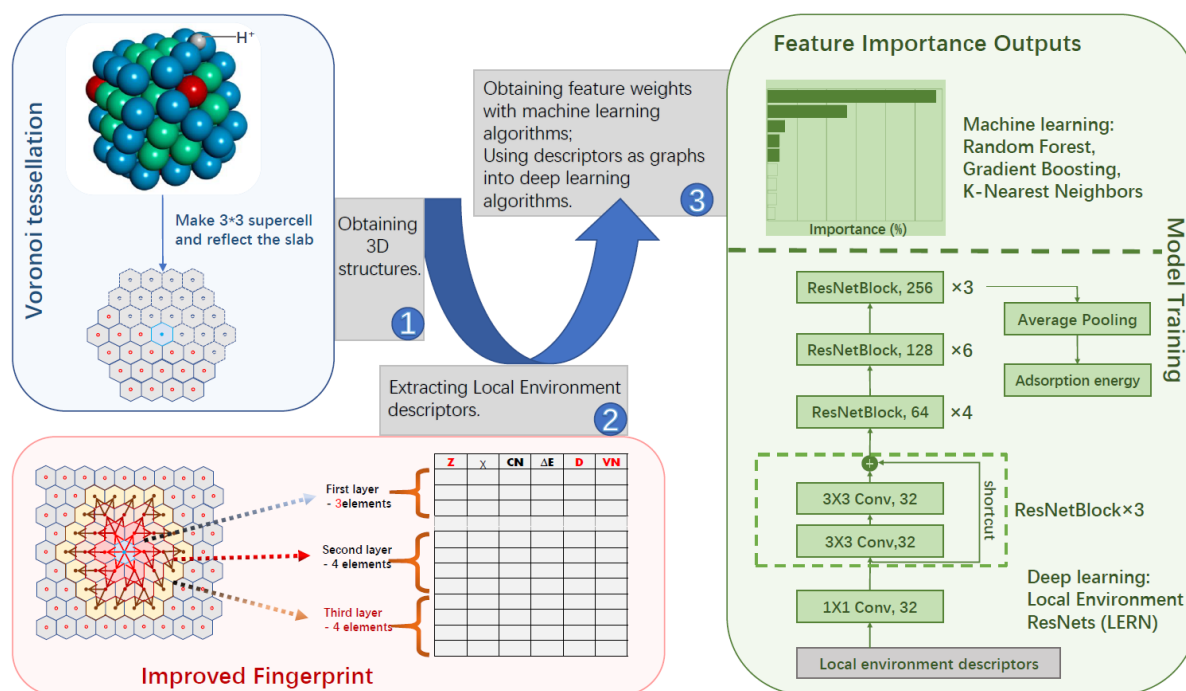 Voronoi tessellation
H+
Make 3*3 supercell
and reflect the slab
Obtaining
3D
structures.
1
Extracting Local Environment
descriptors.
2
Obtaining feature weights
with machine learning
algorithms;
Using descriptors as graphs
into deep learning
algorithms.
3
First layer
- 3elements
Second layer
- 4 elements
Third layer
- 4 elements
Z χ CN ΔE D VN
Improved Fingerprint
Feature Importance Outputs
Importance (%)
Machine learning:
Random Forest,
Gradient Boosting,
K-Nearest Neighbors
Model Training
ResNetBlock, 256 ×3
Average Pooling
ResNetBlock, 128 ×6
Adsorption energy
ResNetBlock, 64 ×4
+
3X3 Conv, 32
shortcut
ResNetBlock×3
3X3 Conv,32
1X1 Conv, 32
Deep learning:
Local Environment
ResNets (LERN)
Local environment descriptors